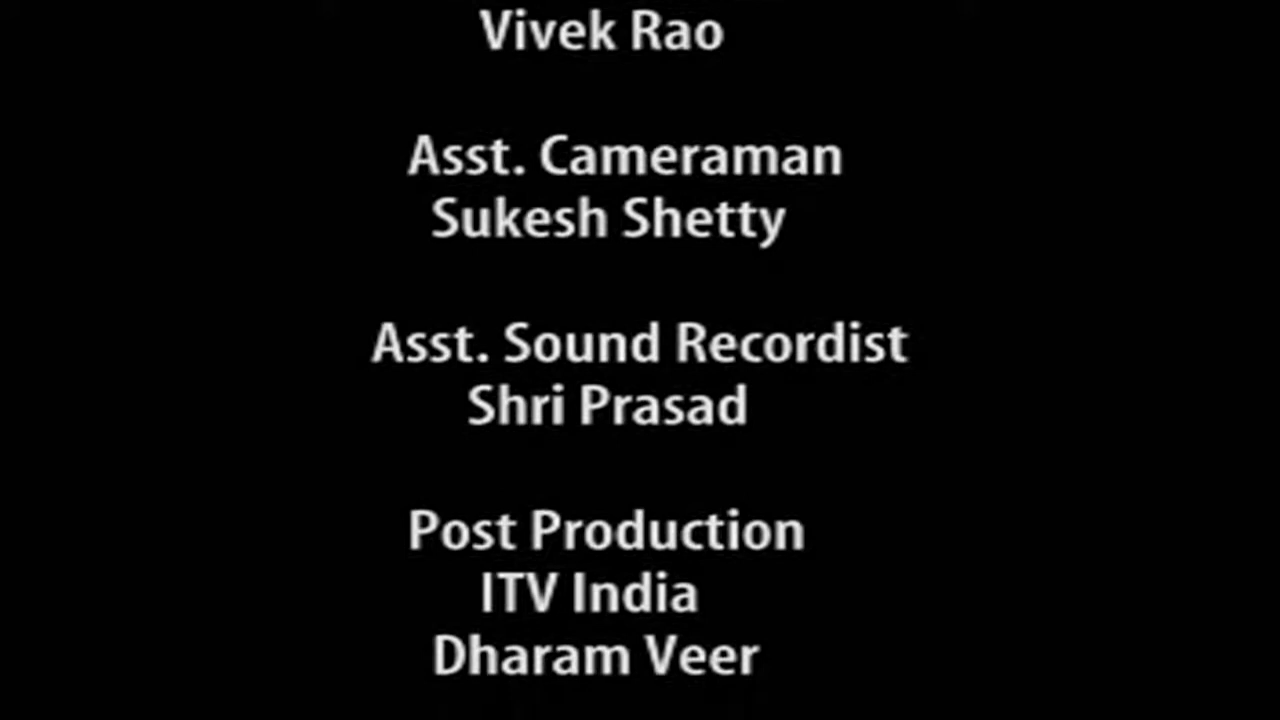 Vivek Rao
Asst. Cameraman
Sukesh Shetty
Asst. Sound Recordist
Shri Prasad
Post Production
ITV India
Dharam Veer